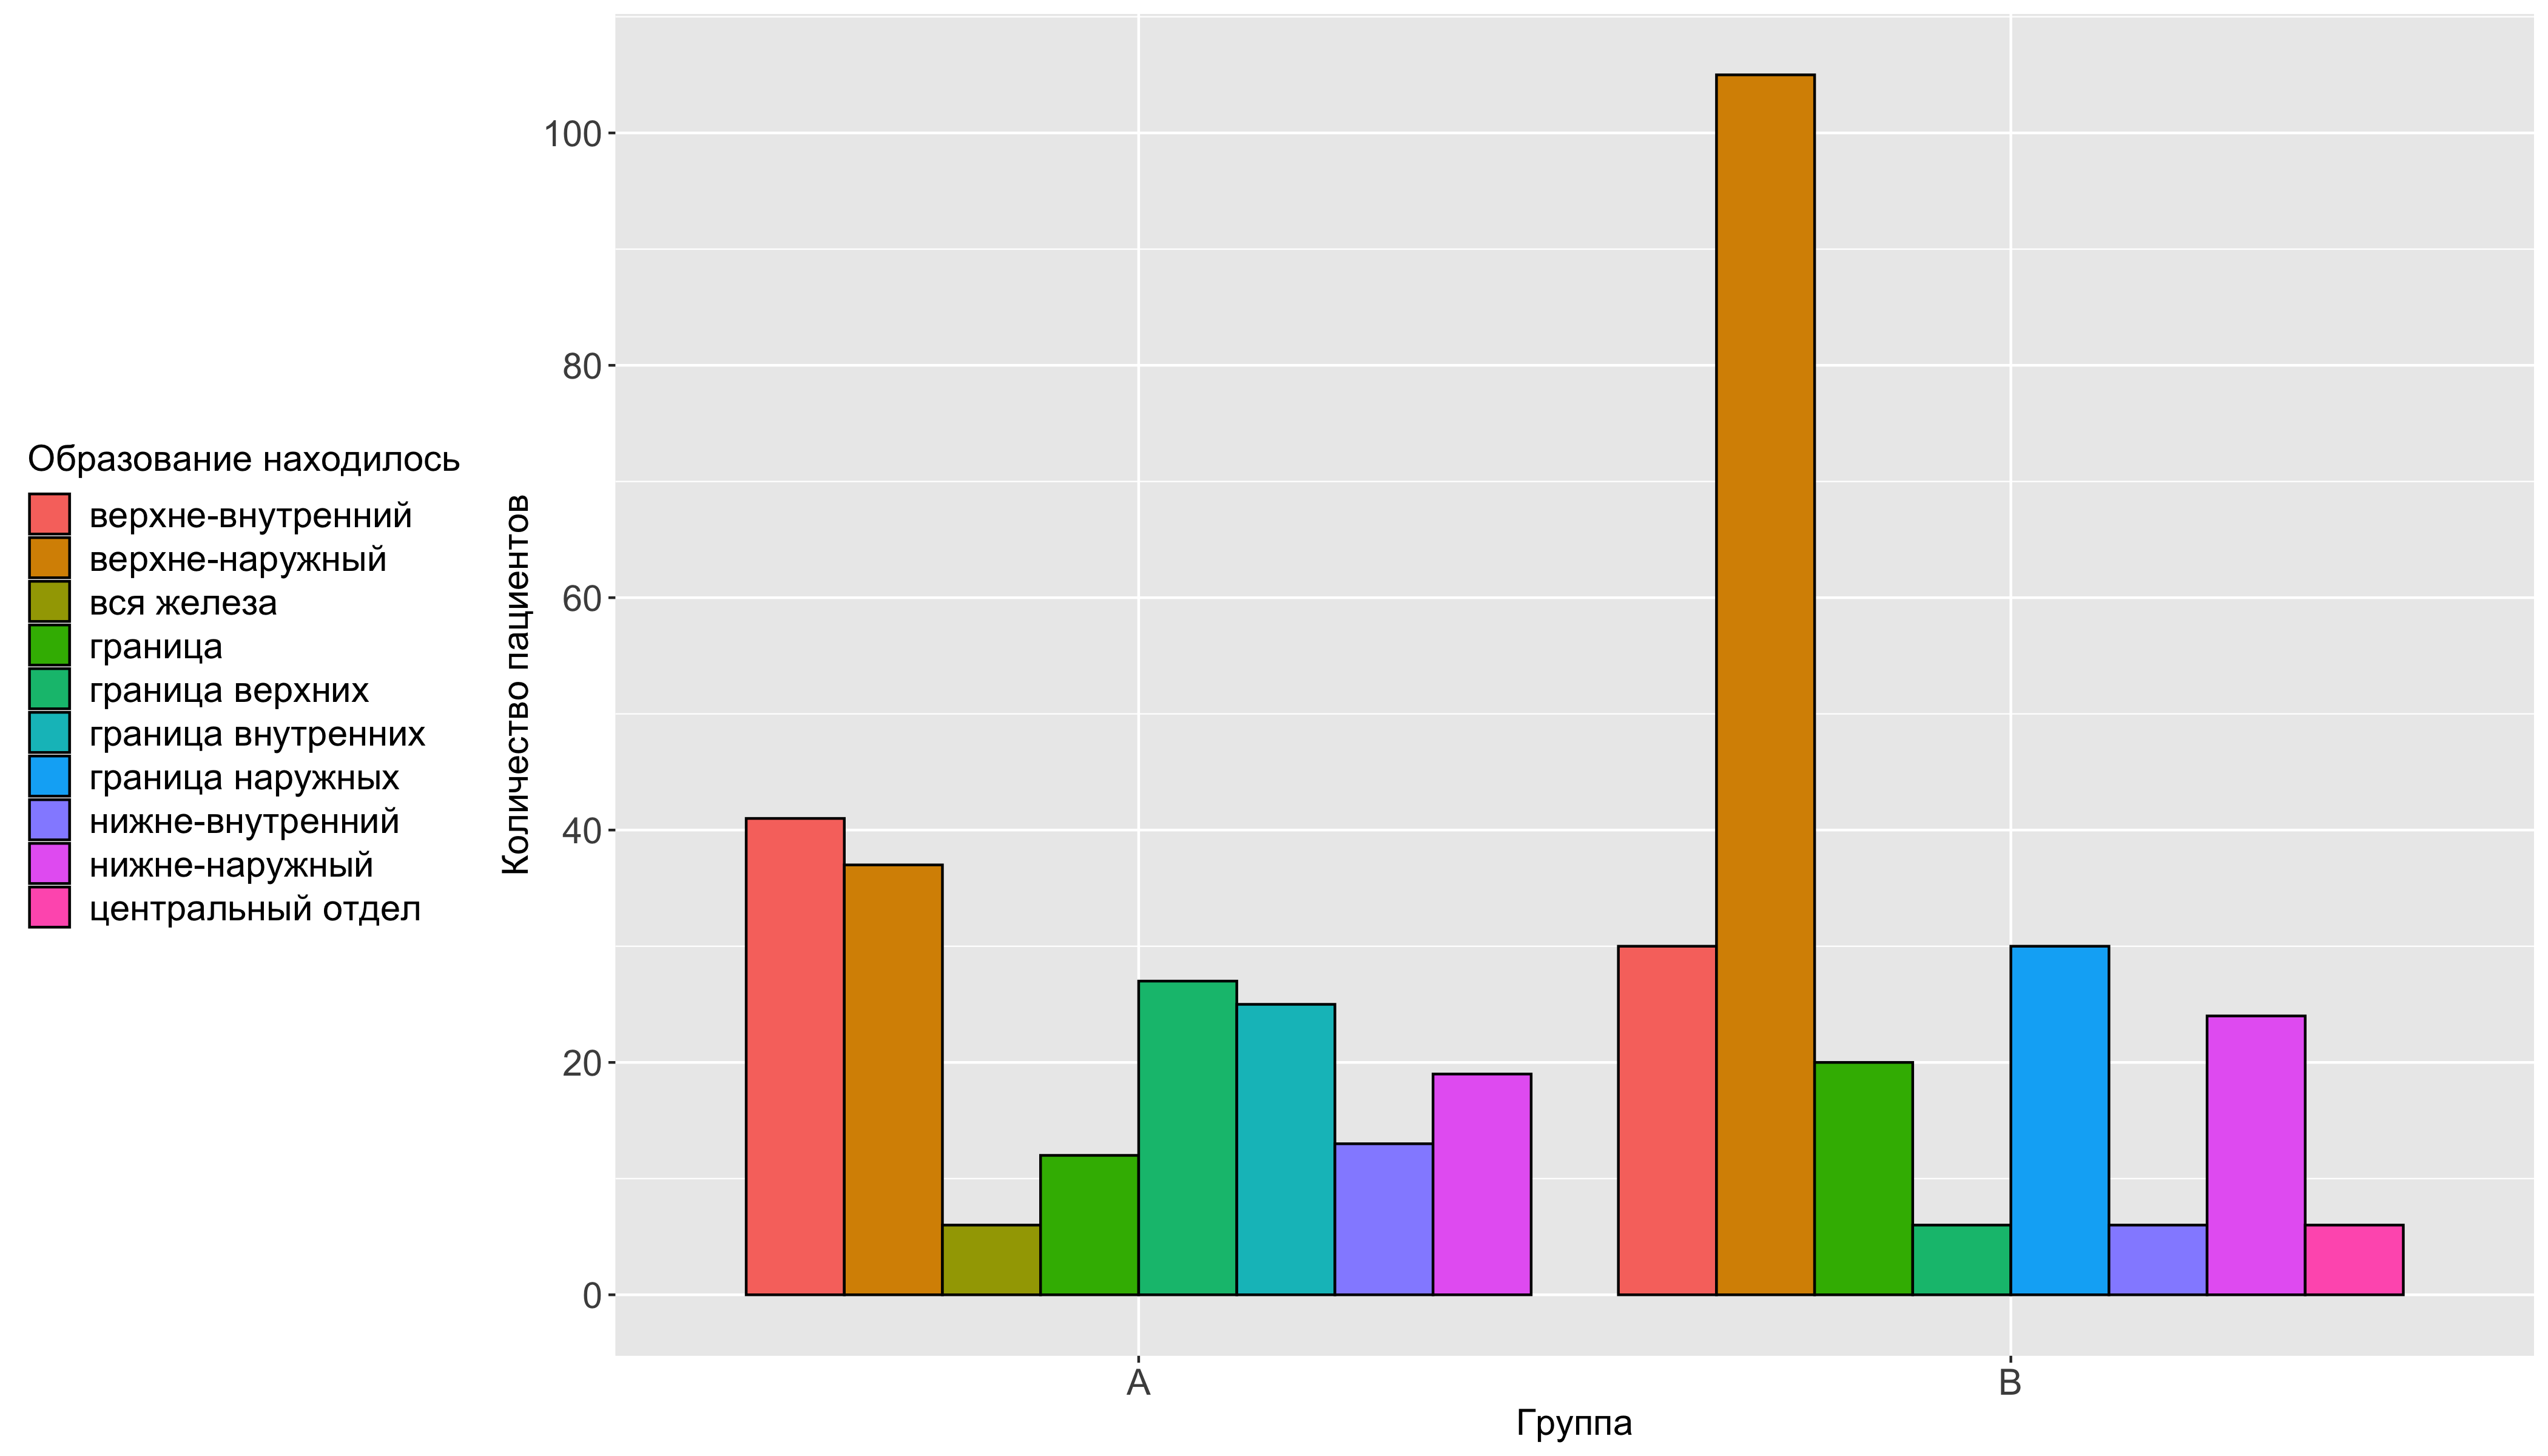 Образование находилось
верхне-внутренний
верхне-наружный
вся железа
граница
граница верхних
граница внутренних
граница наружных
нижне-внутренний
нижне-наружный
центральный отдел
Количество пациентов
100
80
60
40
20
0
A
B
Группа